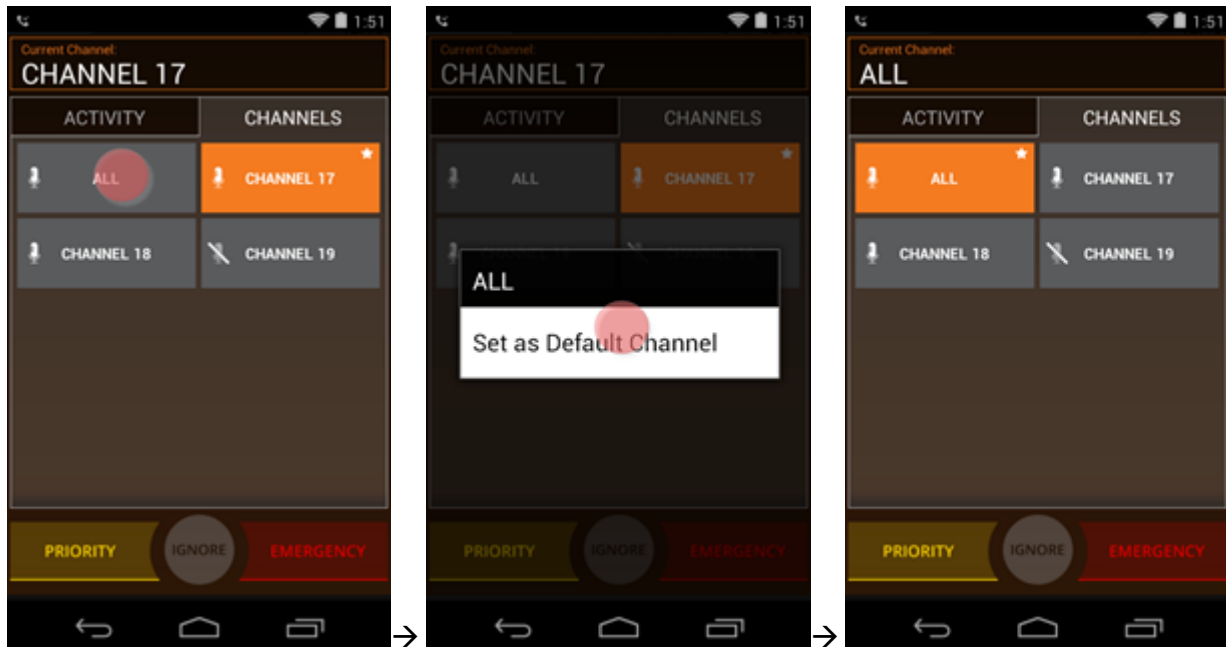 1:51
Current Channel:
CHANNEL 17
ACTIVITY CHANNELS
ALL CHANNEL 17
CHANNEL 18 CHANNEL 19
PRIORITY IGNORE EMERGENCY
→
1:51
Current Channel:
CHANNEL 17
ACTIVITY CHANNELS
ALL CHANNEL 17
ALL
Set as Default Channel
PRIORITY IGNORE EMERGENCY
→
1:51
Current Channel:
ALL
ACTIVITY CHANNELS
ALL CHANNEL 17
CHANNEL 18 CHANNEL 19
PRIORITY IGNORE EMERGENCY